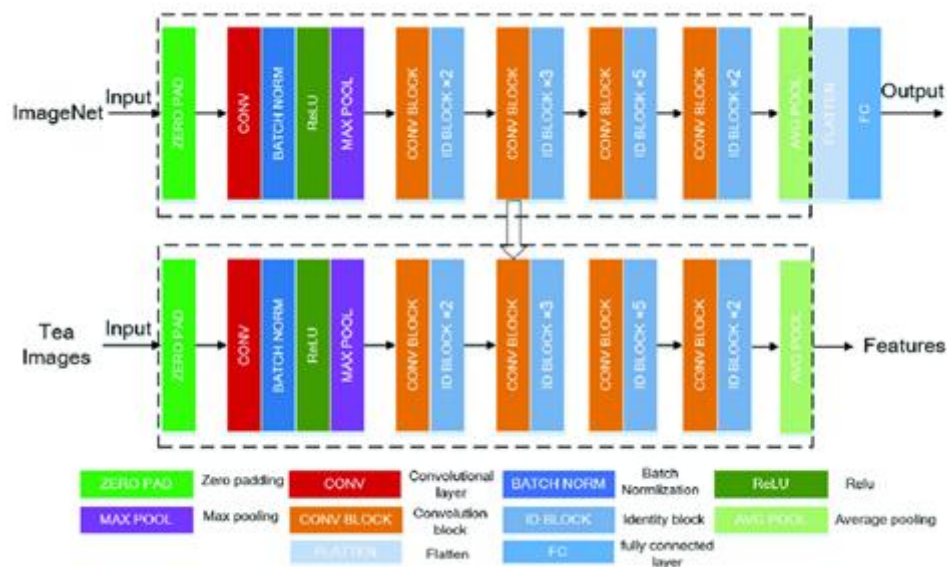 ImageNet
Input
ZERO PAD
CONV
BATCH NORM
ReLU
MAX POOL
CONV BLOCK
ID BLOCK ×2
CONV BLOCK
ID BLOCK ×3
CONV BLOCK
ID BLOCK ×5
CONV BLOCK
ID BLOCK ×2
AVG POOL
FLATTEN
FC
Output
Tea
Images
Input
ZERO PAD
CONV
BATCH NORM
ReLU
MAX POOL
CONV BLOCK
ID BLOCK ×2
CONV BLOCK
ID BLOCK ×3
CONV BLOCK
ID BLOCK ×5
CONV BLOCK
ID BLOCK ×2
AVG POOL
Features
ZERO PAD
Zero padding
CONV
Convolutional
layer
BATCH NORM
Batch
Normlization
ReLU
Relu
MAX POOL
Max pooling
CONV BLOCK
Convolution
block
ID BLOCK
Identity block
AVG POOL
Average pooling
FLATTEN
Flatten
FC
fully connected
layer